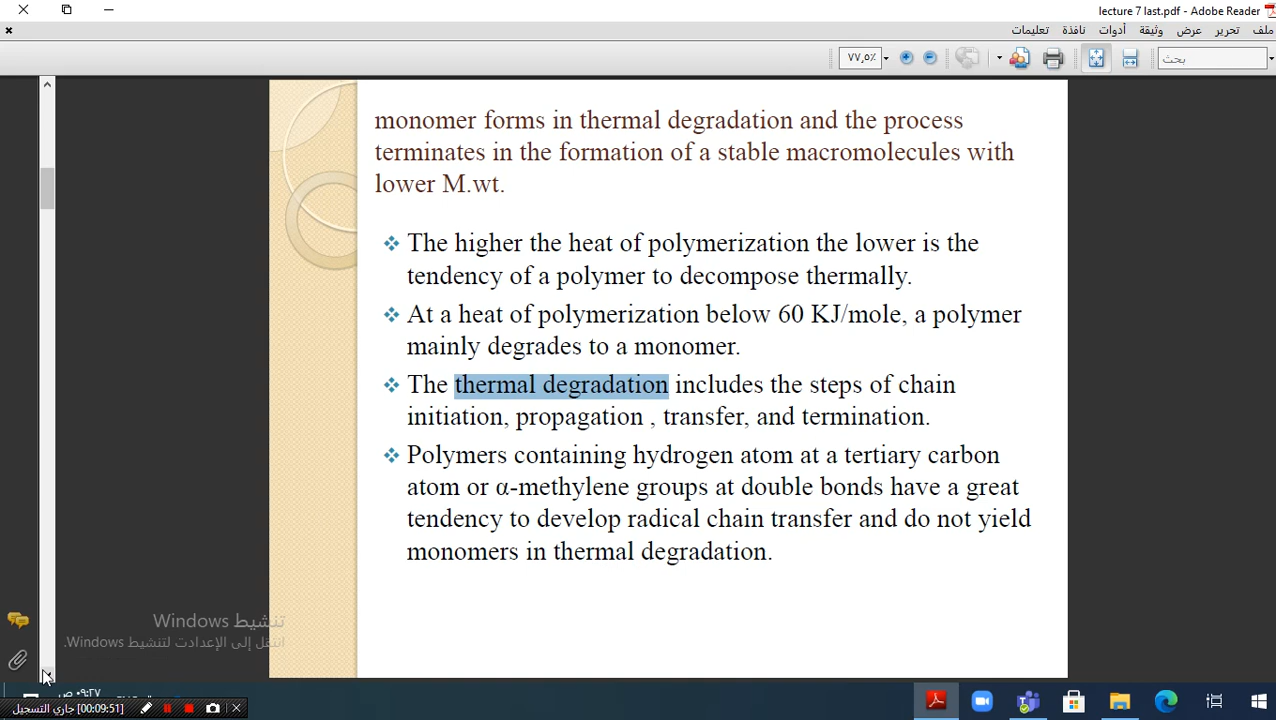 lecture 7 last.pdf - Adobe Reader
ملف تحرير عرض وثيقة أدوات نافذة تعليمات
٧٧,٥٪ بحث
monomer forms in thermal degradation and the process
terminates in the formation of a stable macromolecules with
lower M.wt.
The higher the heat of polymerization the lower is the
tendency of a polymer to decompose thermally.
At a heat of polymerization below 60 KJ/mole, a polymer
mainly degrades to a monomer.
The thermal degradation includes the steps of chain
initiation, propagation , transfer, and termination.
Polymers containing hydrogen atom at a tertiary carbon
atom or α-methylene groups at double bonds have a great
tendency to develop radical chain transfer and do not yield
monomers in thermal degradation.
تنشيط Windows
انتقل إلى الإعدادت لتنشيط Windows.
٠٩:٢٧ ص
جاري التسجيل [00:09:51]